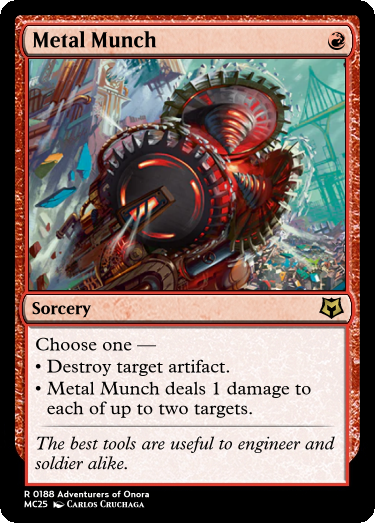 Metal Munch
Sorcery
Choose one —
• Destroy target artifact.
• Metal Munch deals 1 damage to
each of up to two targets.
The best tools are useful to engineer and
soldier alike.
R 0188 Adventurers of Onora
MC25 Carlos Cruchaga